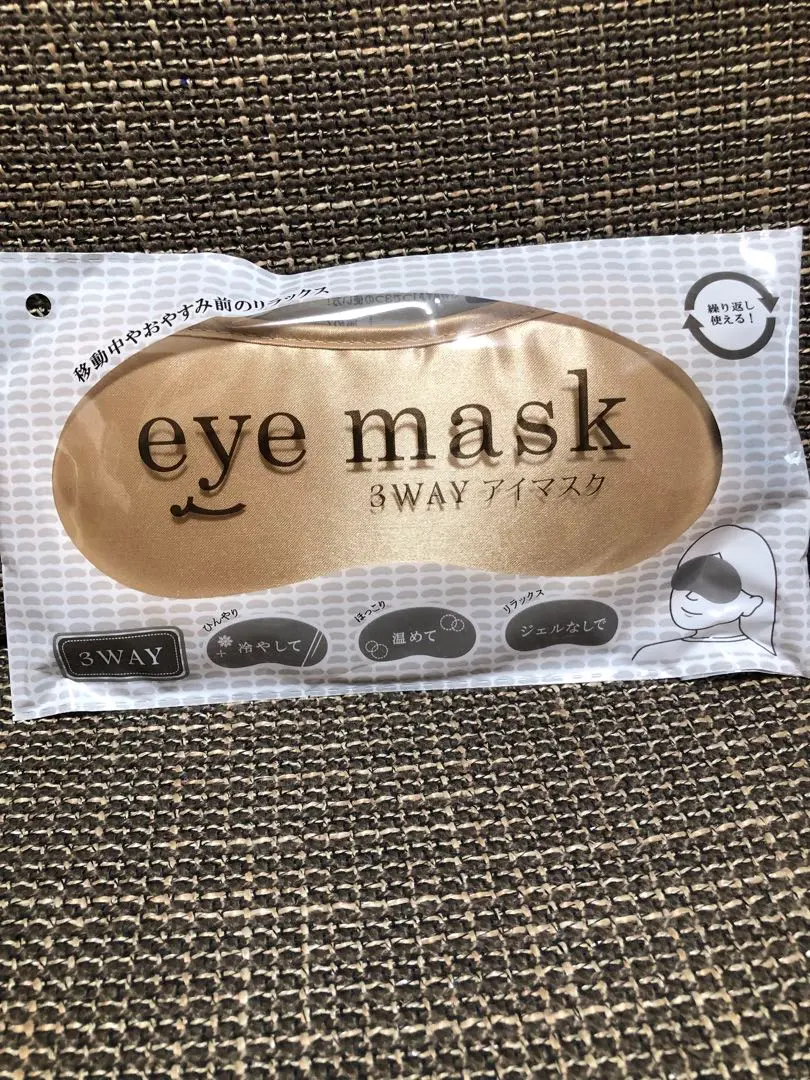 移動中やおやすみ前のリラックス
繰り返し
使える!
eye mask
3WAY アイマスク
3WAY
ひんやり
冷やして
ほっこり
温めて
リラックス
ジェルなしで